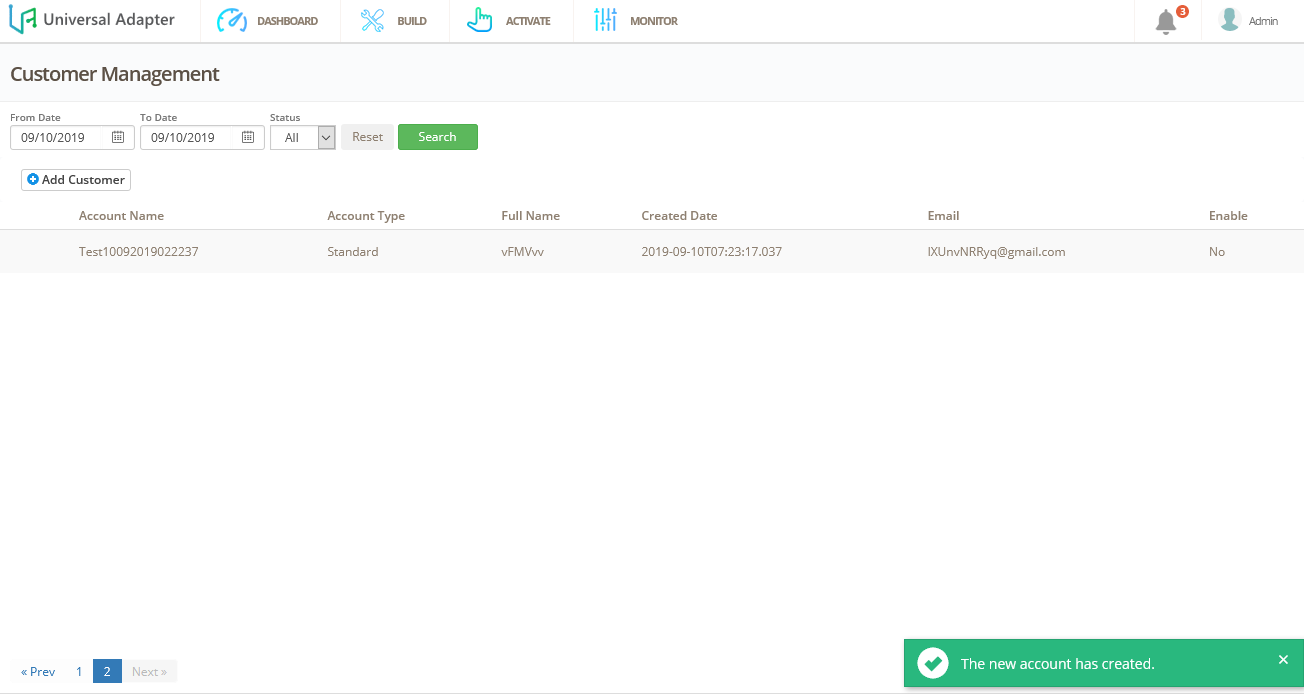 Universal Adapter DASHBOARD BUILD ACTIVATE MONITOR 3 Admin
Customer Management
From Date To Date Status
09/10/2019 09/10/2019 All Reset Search
Add Customer
Account Name Account Type Full Name Created Date Email Enable
Test10092019022237 Standard vFMVvv 2019-09-10T07:23:17.037 IXUnvNRRyq@gmail.com No
« Prev 1 2 Next »
The new account has created. ×